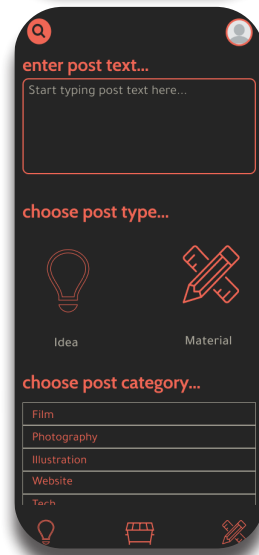 enter post text...
Start typing post text here...
choose post type...
Idea
Material
choose post category...
Film
Photography
Illustration
Website
Tech